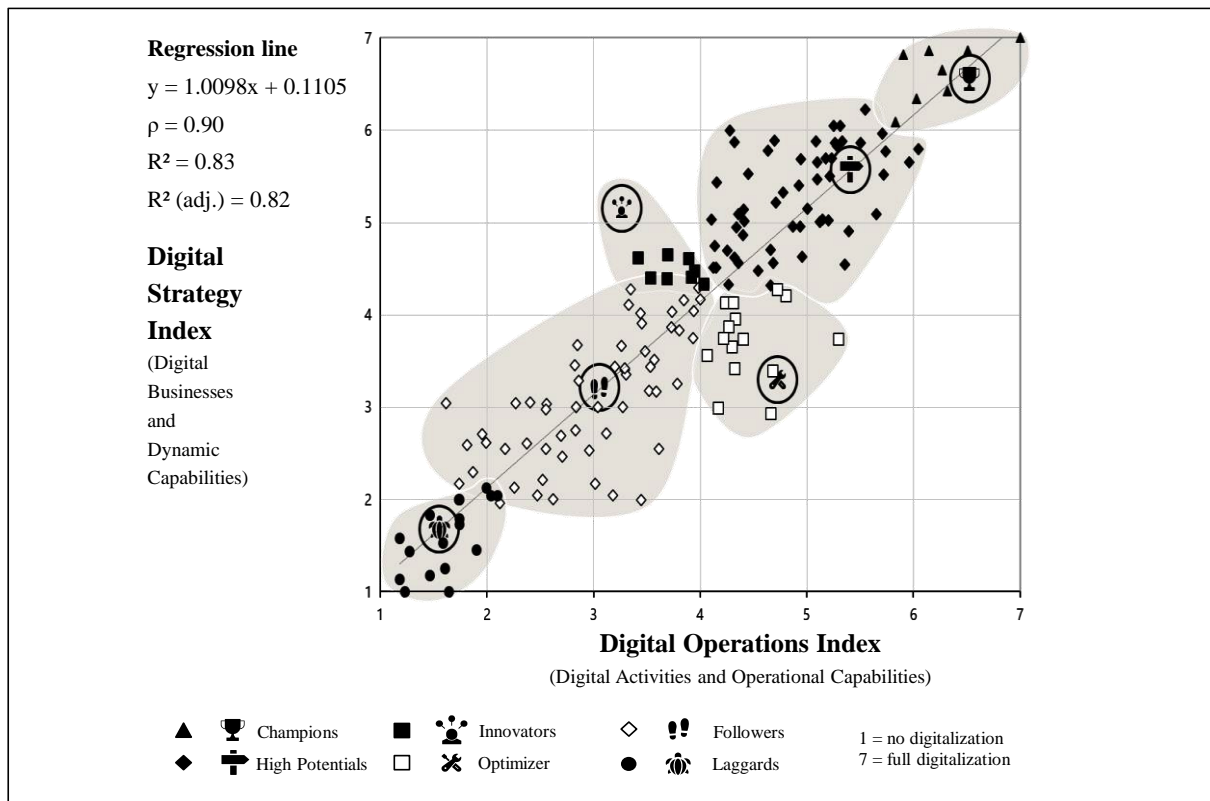 Regression line
y = 1.0098x + 0.1105
ρ = 0.90
R² = 0.83
R² (adj.) = 0.82
Digital
Strategy
Index
(Digital
Businesses
and
Dynamic
Capabilities)
7
6
5
4
3
2
1
1 2 3 4 5 6 7
Digital Operations Index
(Digital Activities and Operational Capabilities)
Champions Innovators Followers
High Potentials Optimizer Laggards
1 = no digitalization
7 = full digitalization